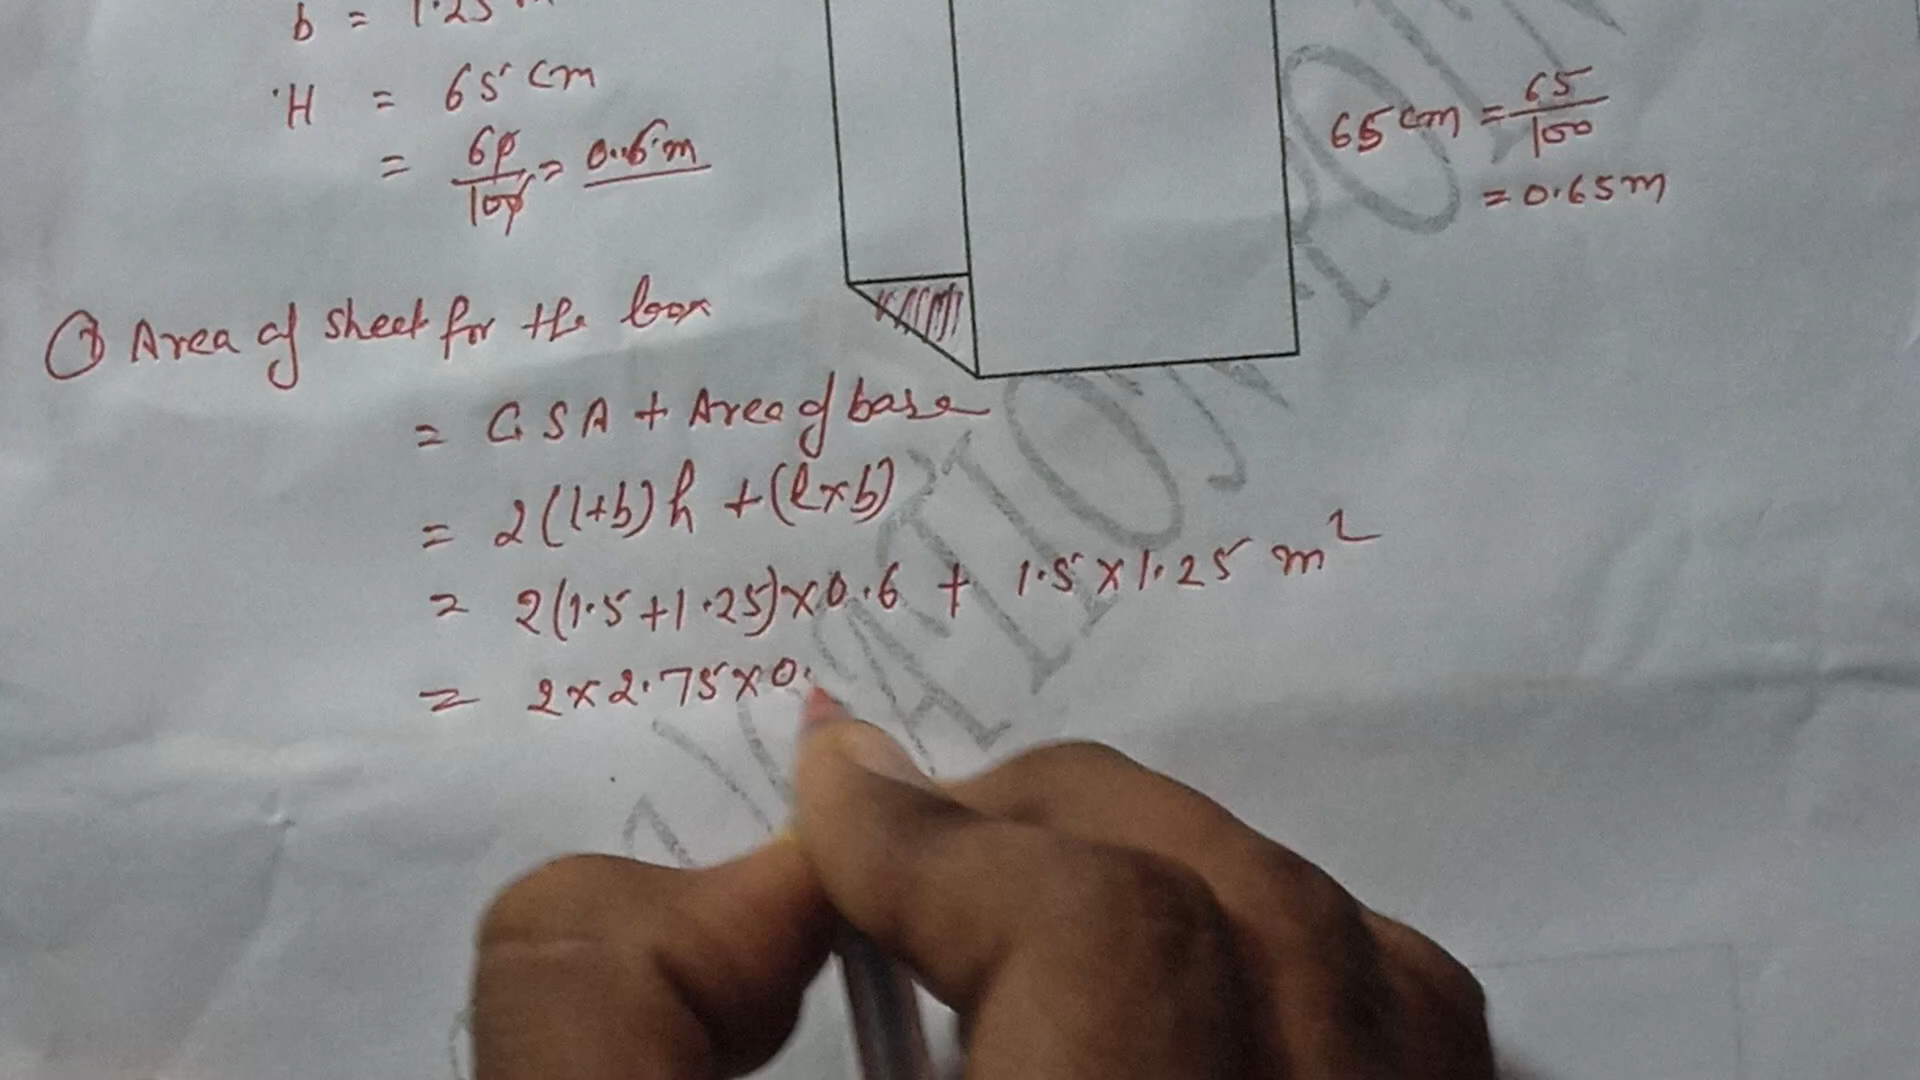 b = 1.25 m
H = 65 cm
= 60/100 = 0.6 m
65 cm = 65/100
= 0.65 m
① Area of sheet for the box
= CSA + Area of base
= 2(l+b)h + (l×b)
= 2(1.5+1.25)×0.6 + 1.5×1.25 m²
= 2×2.75×0.